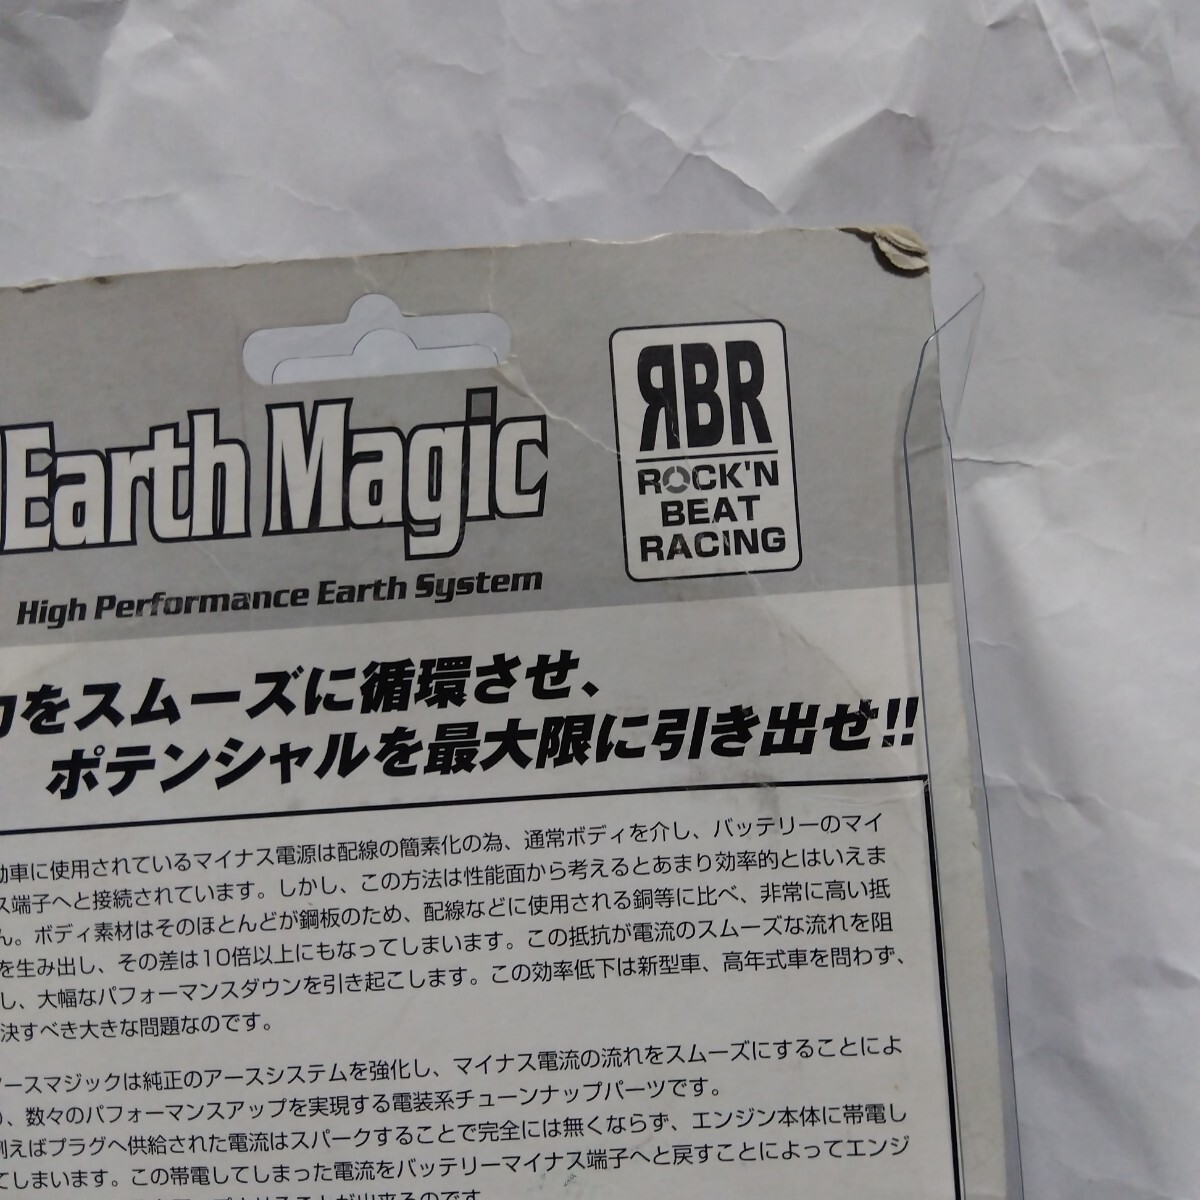 Earth Magic
High Performance Earth System
RBR
ROCK'N
BEAT
RACING
をスムーズに循環させ、
ポテンシャルを最大限に引き出せ!!
動車に使用されているマイナス電源は配線の簡素化の為、通常ボディを介し、バッテリーのマイ
ス端子へと接続されています。しかし、この方法は性能面から考えるとあまり効率的とはいえま
ん。ボディ素材はそのほとんどが鋼板のため、配線などに使用される銅等に比べ、非常に高い抵
を生み出し、その差は10倍以上にもなってしまいます。この抵抗が電流のスムーズな流れを阻
し、大幅なパフォーマンスダウンを引き起こします。この効率低下は新型車、高年式車を問わず、
決すべき大きな問題なのです。
ースマジックは純正のアースシステムを強化し、マイナス電流の流れをスムーズにすることによ
、数々のパフォーマンスアップを実現する電装系チューンナップパーツです。
例えばプラグへ供給された電流はスパークすることで完全には無くならず、エンジン本体に帯電し
てしまいます。この帯電してしまった電流をバッテリーマイナス端子へと戻すことによってエンジ
ることが出来るのです。